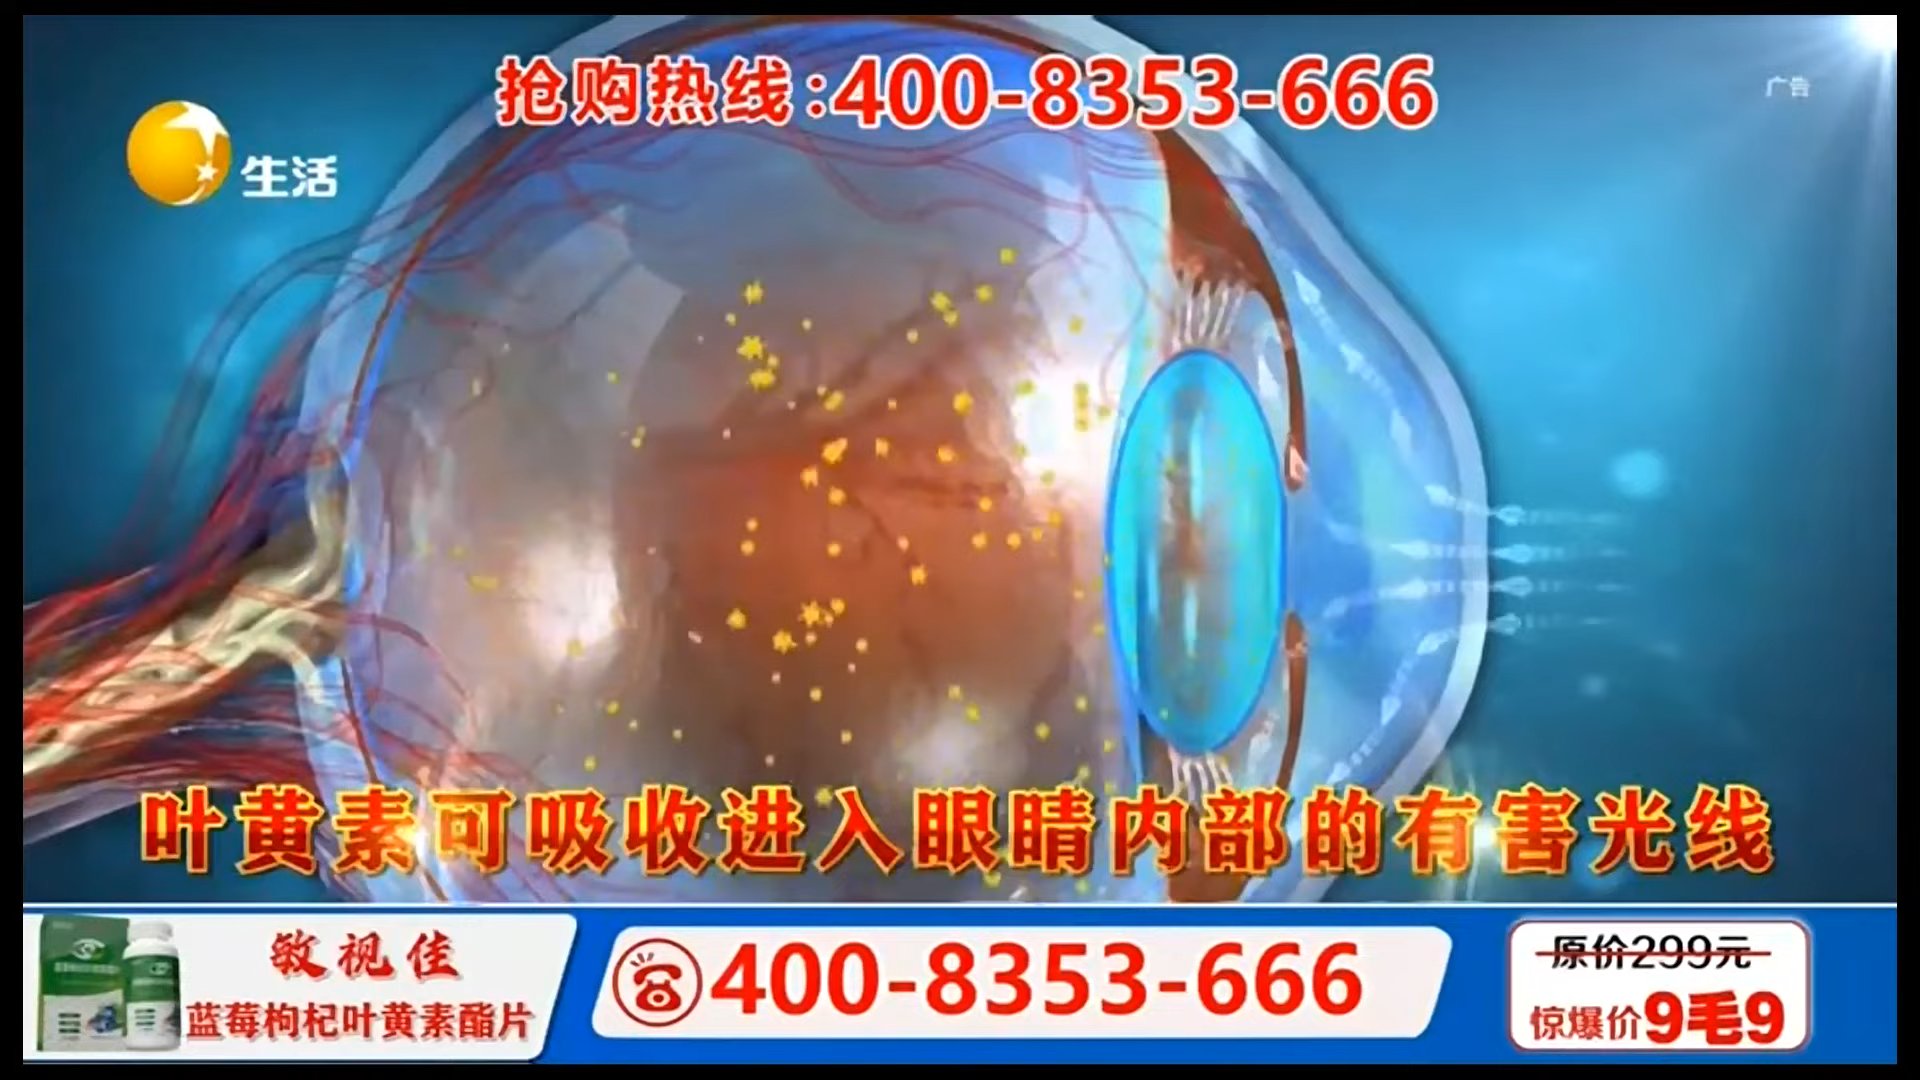 抢购热线:400-8353-666
广告
生活
叶黄素可吸收进入眼睛内部的有害光线
敏视佳
蓝莓枸杞叶黄素酯片
400-8353-666
原价299元
惊爆价9毛9